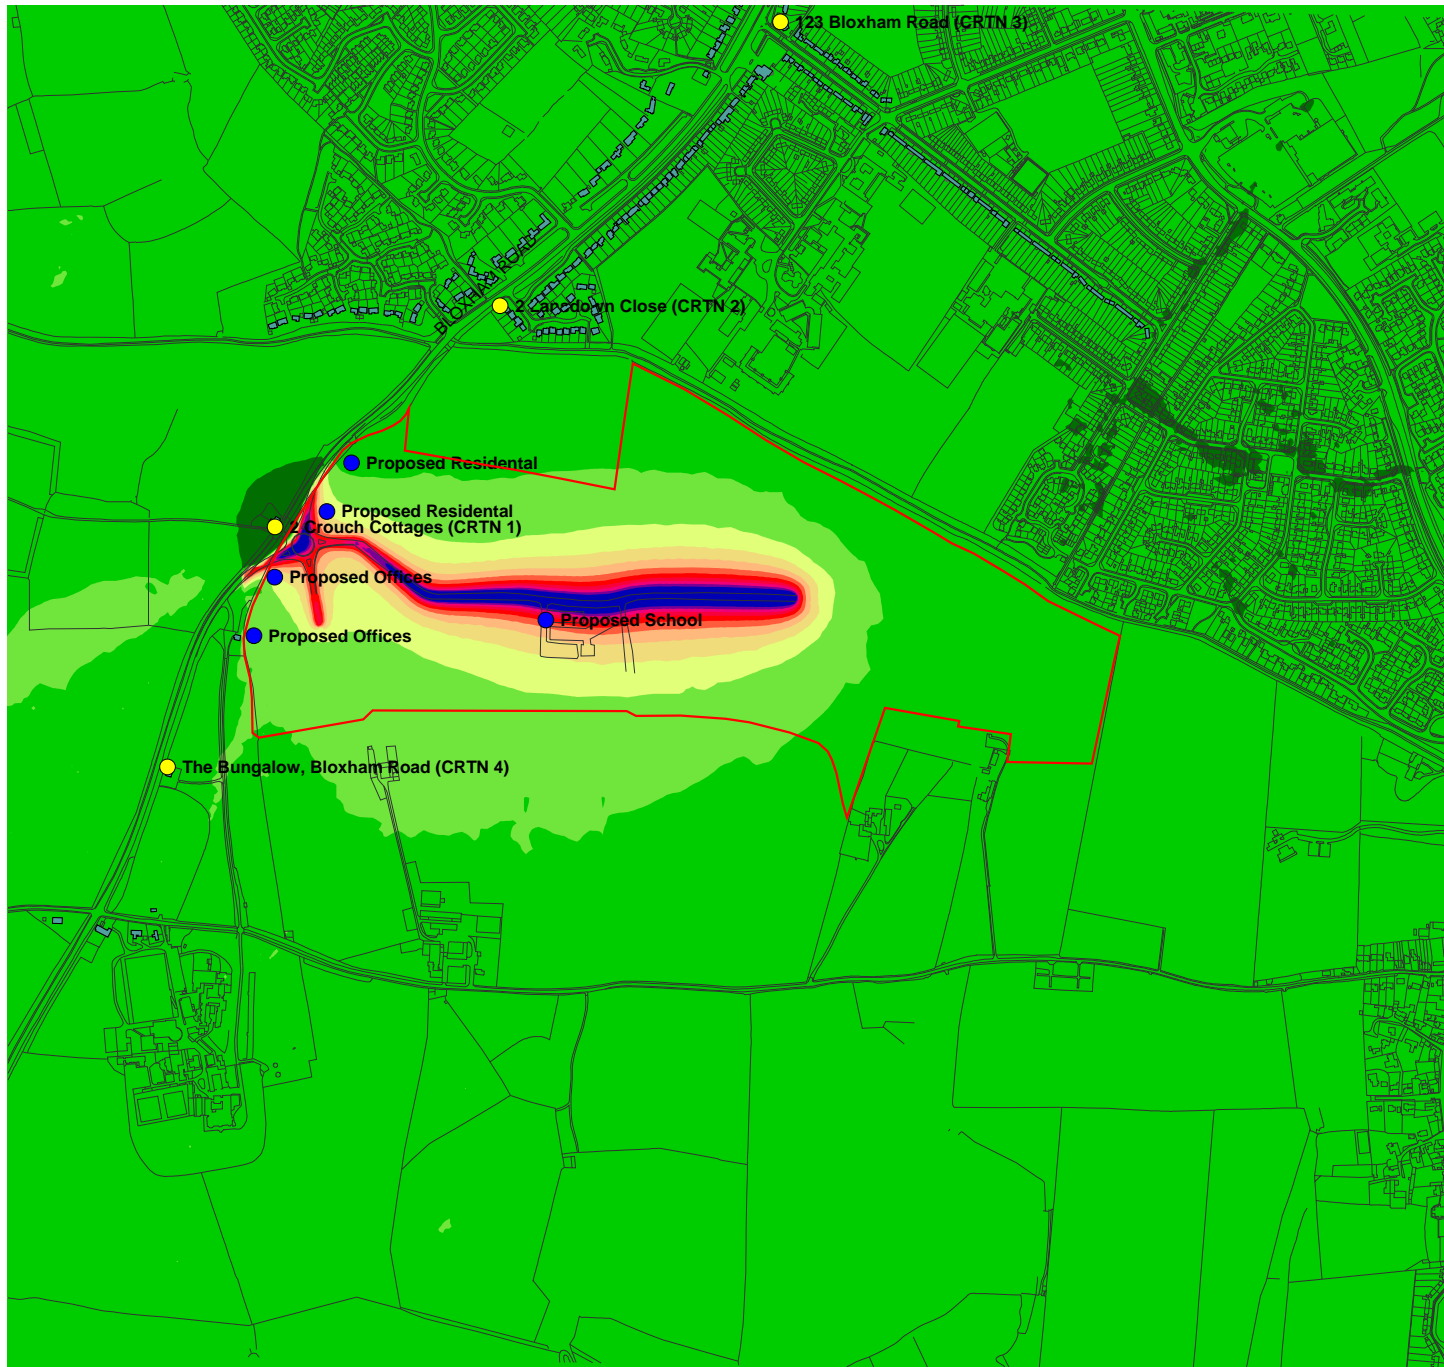 123 Bloxham Road (CRTN 3)
BLOXHAM ROAD
2 Lansdown Close (CRTN 2)
Proposed Residental
Proposed Residental
2 Crouch Cottages (CRTN 1)
Proposed Offices
Proposed School
Proposed Offices
The Bungalow, Bloxham Road (CRTN 4)